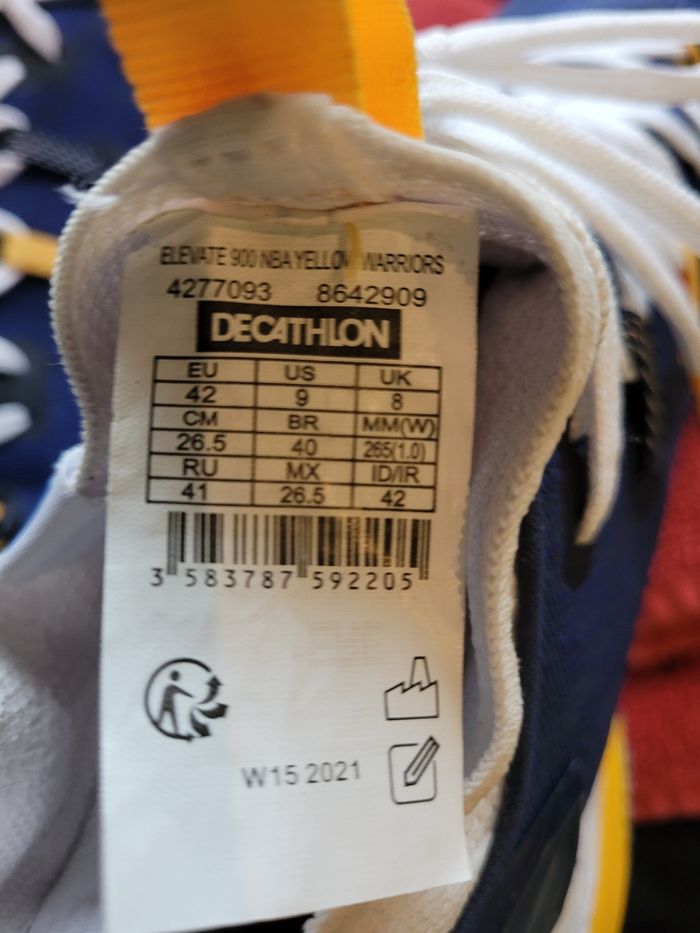 ELEVATE 900 NBA YELLOW WARRIORS
4277093 8642909
DECATHLON
EU US UK
42 9 8
CM BR MM(W)
26.5 40 265(1.0)
RU MX ID/IR
41 26.5 42
3 583787 592205
W15 2021